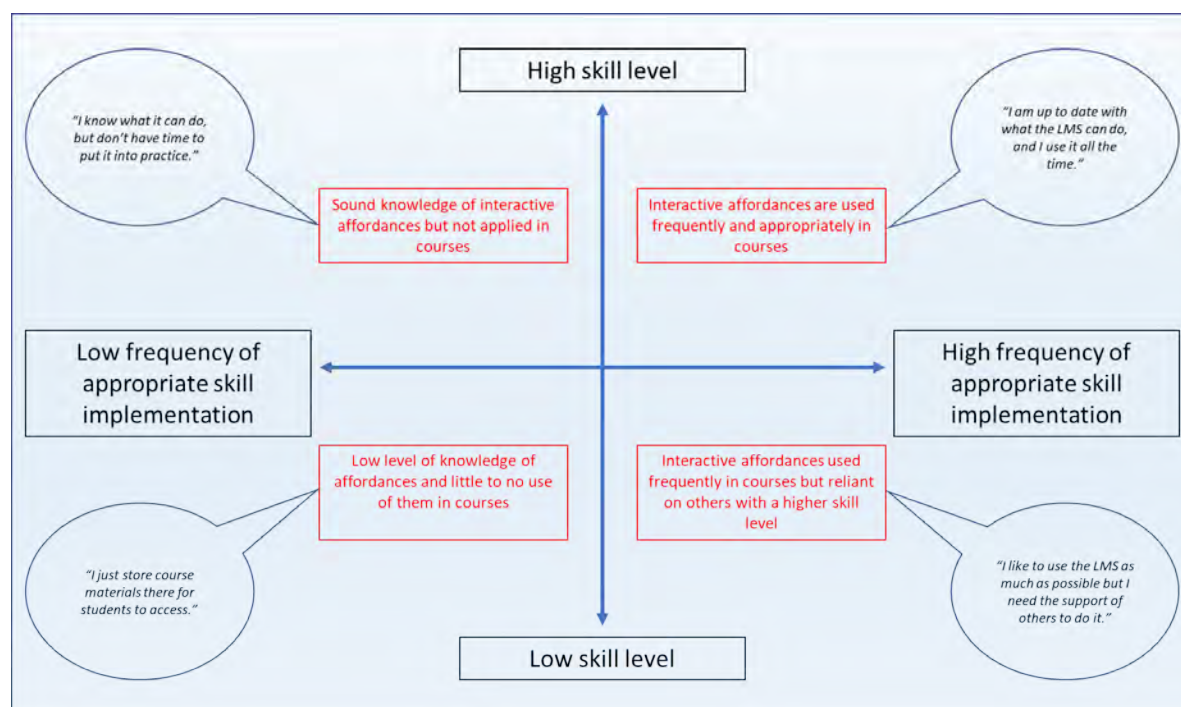 High skill level
"I know what it can do,
but don't have time to
put it into practice."
"I am up to date with
what the LMS can do,
and I use it all the
time."
Sound knowledge of interactive
affordances but not applied in
courses
Interactive affordances are used
frequently and appropriately in
courses
Low frequency of
appropriate skill
implementation
High frequency of
appropriate skill
implementation
Low level of knowledge of
affordances and little to no use
of them in courses
Interactive affordances used
frequently in courses but reliant
on others with a higher skill
level
"I just store course
materials there for
students to access."
"I like to use the LMS as
much as possible but I
need the support of
others to do it."
Low skill level